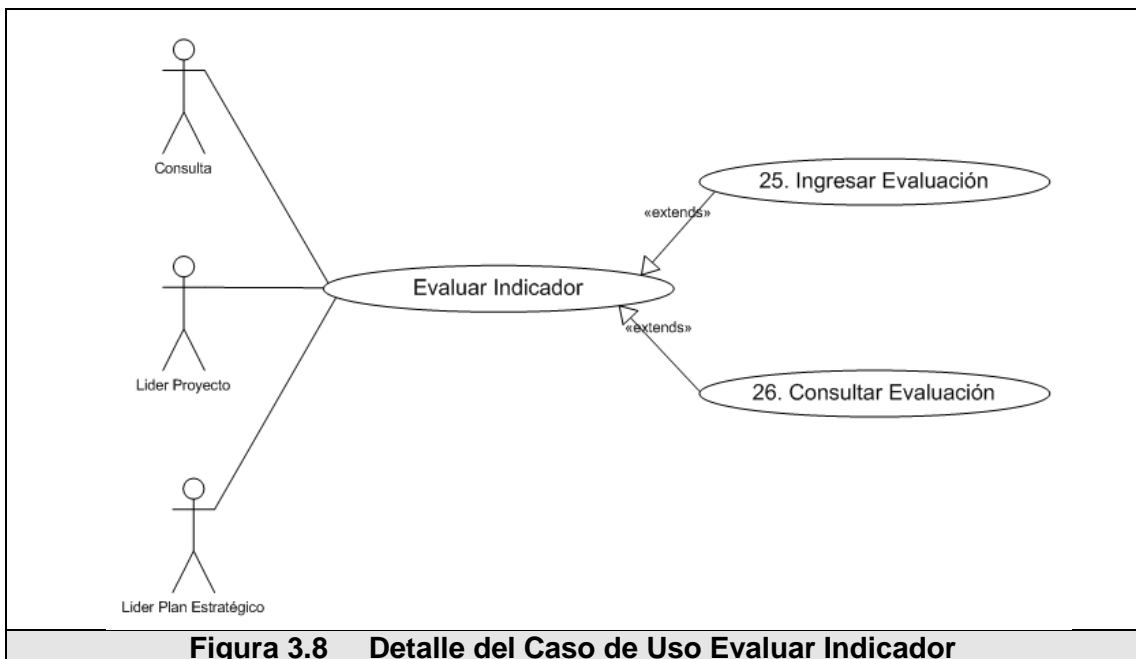 Consulta
25. Ingresar Evaluación
«extends»
Evaluar Indicador
«extends»
Lider Proyecto
26. Consultar Evaluación
Lider Plan Estratégico
Figura 3.8 Detalle del Caso de Uso Evaluar Indicador